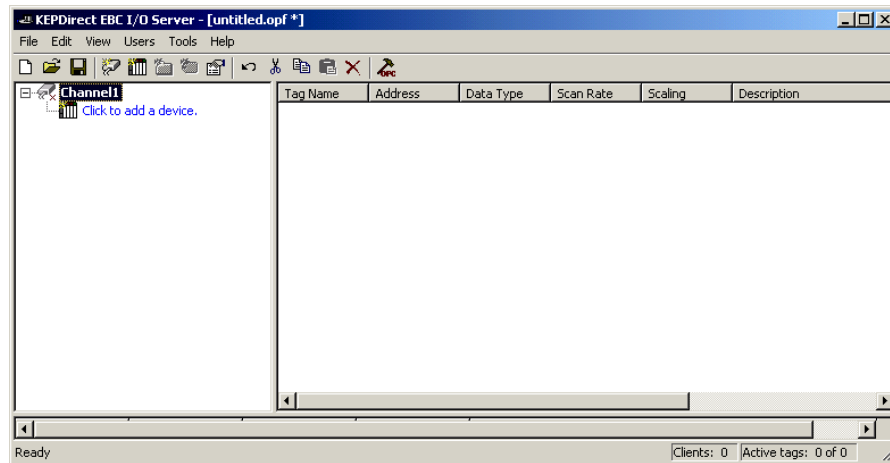 KEPDirect EBC I/O Server - [untitled.opf *]
File Edit View Users Tools Help
OPC
Channel1
Click to add a device.
Tag Name Address Data Type Scan Rate Scaling Description
Ready Clients: 0 Active tags: 0 of 0